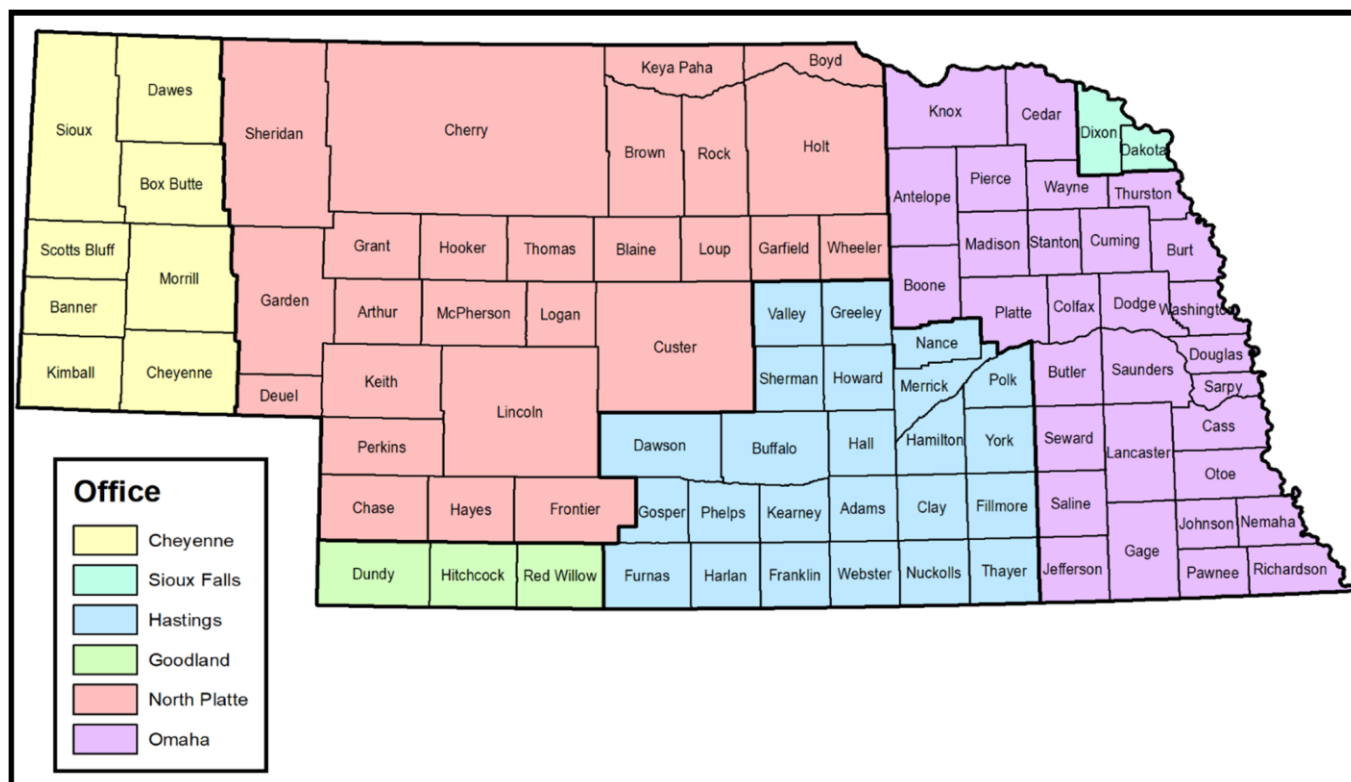 Keya Paha
Boyd
Dawes
Knox
Cedar
Sioux
Sheridan
Cherry
Dixon
Brown
Rock
Holt
Dakota
Box Butte
Antelope
Pierce
Wayne
Thurston
Scotts Bluff
Grant
Hooker
Thomas
Blaine
Loup
Garfield
Wheeler
Madison
Stanton
Cuming
Burt
Morrill
Garden
Boone
Banner
Arthur
McPherson
Logan
Valley
Greeley
Platte
Colfax
Dodge
Washington
Custer
Nance
Douglas
Kimball
Cheyenne
Keith
Sherman
Howard
Merrick
Polk
Butler
Saunders
Sarpy
Deuel
Lincoln
Perkins
Dawson
Buffalo
Hall
Hamilton
York
Seward
Lancaster
Cass
Otoe
Chase
Hayes
Frontier
Gosper
Phelps
Kearney
Adams
Clay
Fillmore
Saline
Johnson
Nemaha
Gage
Dundy
Hitchcock
Red Willow
Furnas
Harlan
Franklin
Webster
Nuckolls
Thayer
Jefferson
Pawnee
Richardson
Office
Cheyenne
Sioux Falls
Hastings
Goodland
North Platte
Omaha